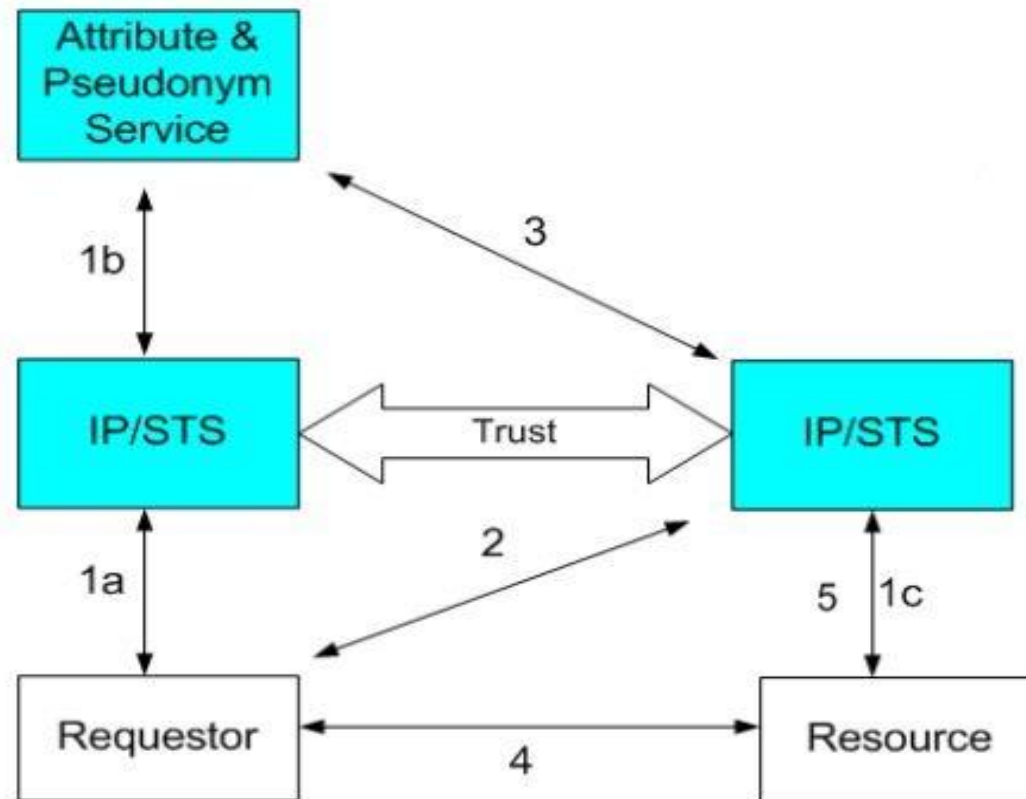 Attribute &
Pseudonym
Service
1b
3
IP/STS
Trust
IP/STS
1a
2
5
1c
Requestor
4
Resource